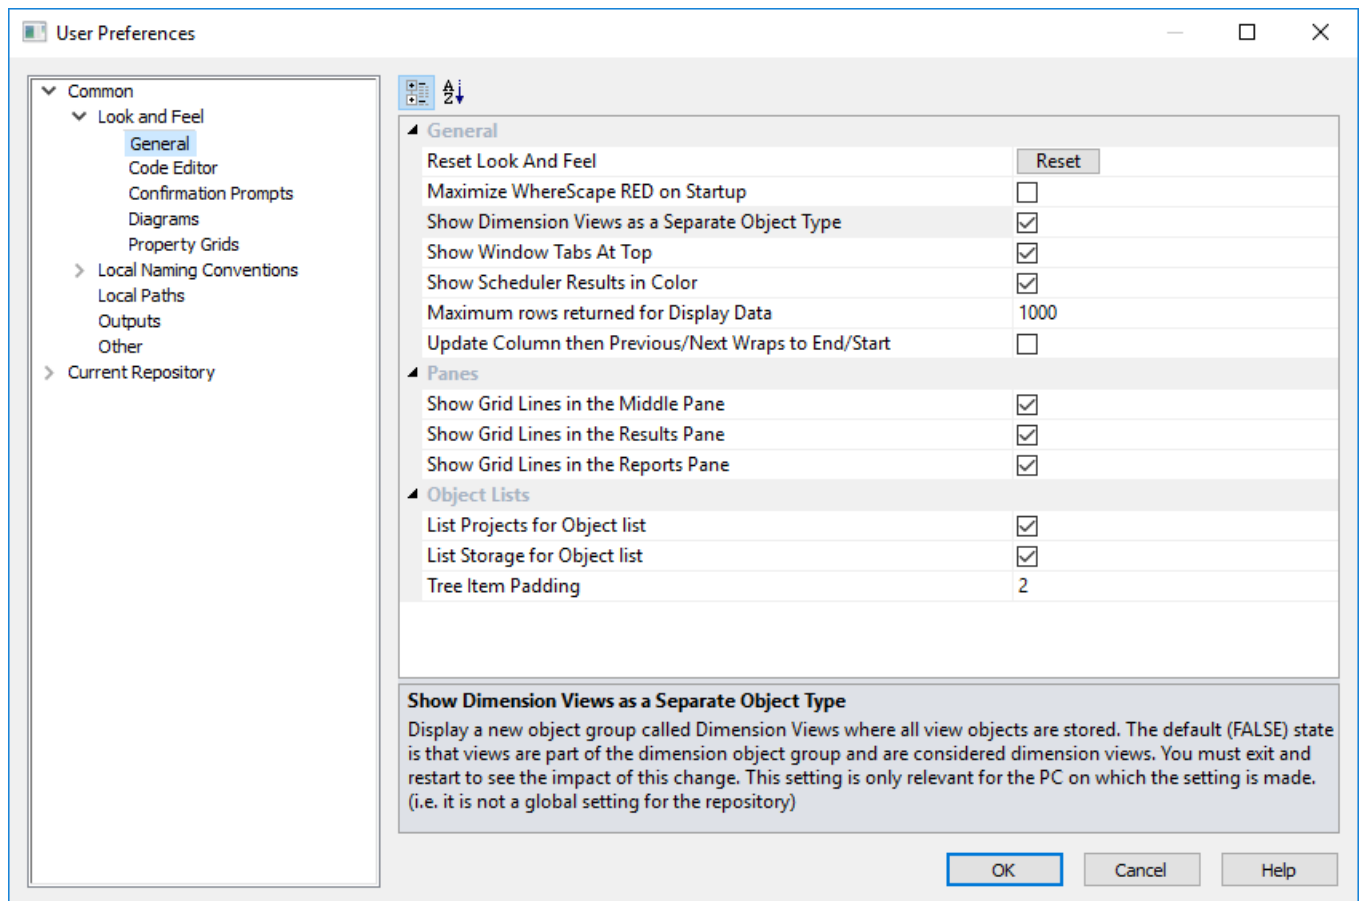 User Preferences
Common
Look and Feel
General
Code Editor
Confirmation Prompts
Diagrams
Property Grids
Local Naming Conventions
Local Paths
Outputs
Other
Current Repository
A
Z
General
Reset Look And Feel Reset
Maximize WhereScape RED on Startup
Show Dimension Views as a Separate Object Type
Show Window Tabs At Top
Show Scheduler Results in Color
Maximum rows returned for Display Data 1000
Update Column then Previous/Next Wraps to End/Start
Panes
Show Grid Lines in the Middle Pane
Show Grid Lines in the Results Pane
Show Grid Lines in the Reports Pane
Object Lists
List Projects for Object list
List Storage for Object list
Tree Item Padding 2
Show Dimension Views as a Separate Object Type
Display a new object group called Dimension Views where all view objects are stored. The default (FALSE) state
is that views are part of the dimension object group and are considered dimension views. You must exit and
restart to see the impact of this change. This setting is only relevant for the PC on which the setting is made.
(i.e. it is not a global setting for the repository)
OK Cancel Help